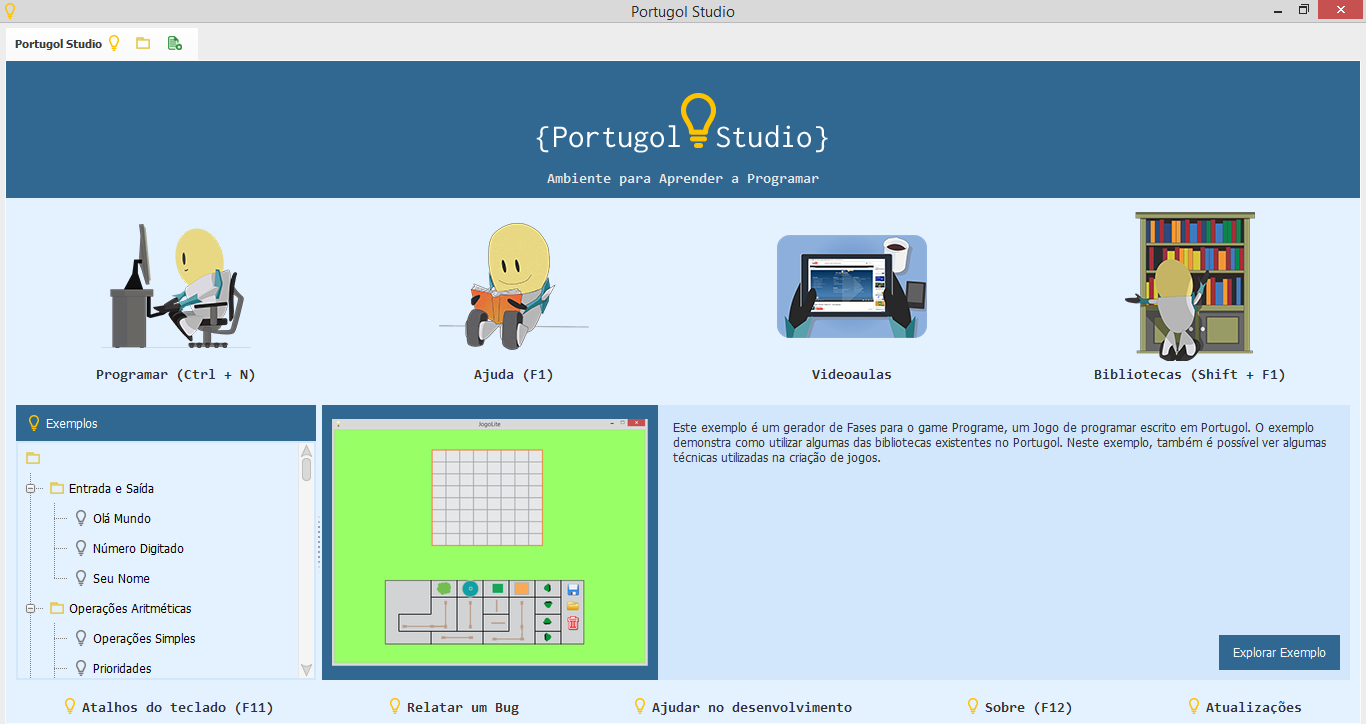 Portugol Studio
Portugol Studio
{Portugol Studio}
Ambiente para Aprender a Programar
Programar (Ctrl + N)
Ajuda (F1)
Videoaulas
Bibliotecas (Shift + F1)
Exemplos
Entrada e Saída
Olá Mundo
Número Digitado
Seu Nome
Operações Aritméticas
Operações Simples
Prioridades
JogoLite
Este exemplo é um gerador de Fases para o game Programe, um Jogo de programar escrito em Portugol. O exemplo
demonstra como utilizar algumas das bibliotecas existentes no Portugol. Neste exemplo, também é possível ver algumas
técnicas utilizadas na criação de jogos.
Explorar Exemplo
Atalhos do teclado (F11)
Relatar um Bug
Ajudar no desenvolvimento
Sobre (F12)
Atualizações